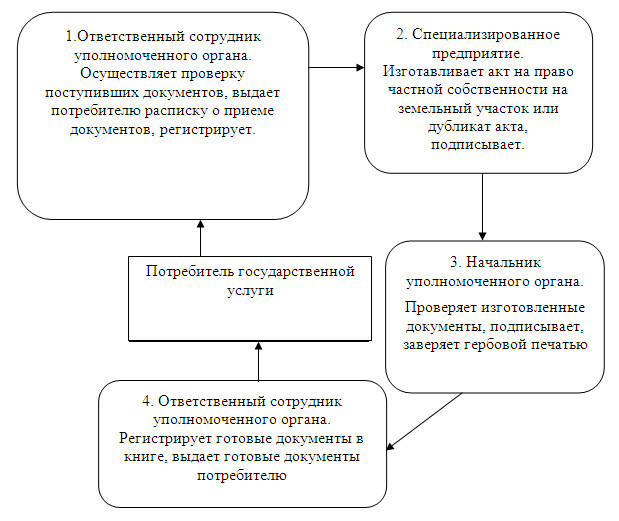 1.Ответственный сотрудник
уполномоченного органа.
Осуществляет проверку
поступивших документов, выдает
потребителю расписку о приеме
документов, регистрирует.
2. Специализированное
предприятие.
Изготавливает акт на право
частной собственности на
земельный участок или
дубликат акта,
подписывает.
3. Начальник
уполномоченного органа.
Проверяет изготовленные
документы, подписывает,
заверяет гербовой печатью
Потребитель государственной
услуги
4. Ответственный сотрудник
уполномоченного органа.
Регистрирует готовые документы в
книге, выдает готовые документы
потребителю